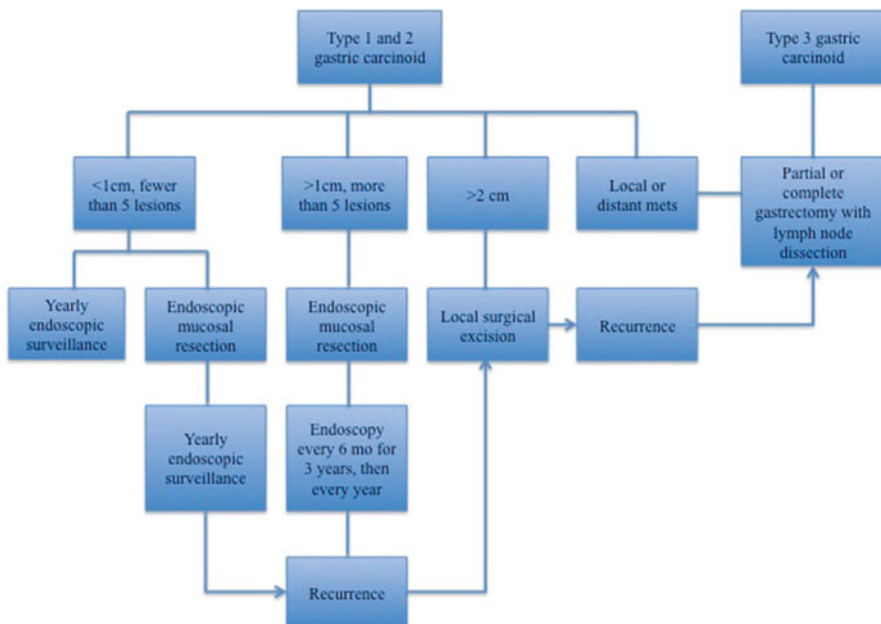 Type 1 and 2
gastric carcinoid
Type 3 gastric
carcinoid
<1cm, fewer
than 5 lesions
>1cm, more
than 5 lesions
>2 cm
Local or
distant mets
Partial or
complete
gastrectomy with
lymph node
dissection
Yearly
endoscopic
surveillance
Endoscopic
mucosal
resection
Endoscopic
mucosal
resection
Local surgical
excision
Recurrence
Yearly
endoscopic
surveillance
Endoscopy
every 6 mo for
3 years, then
every year
Recurrence